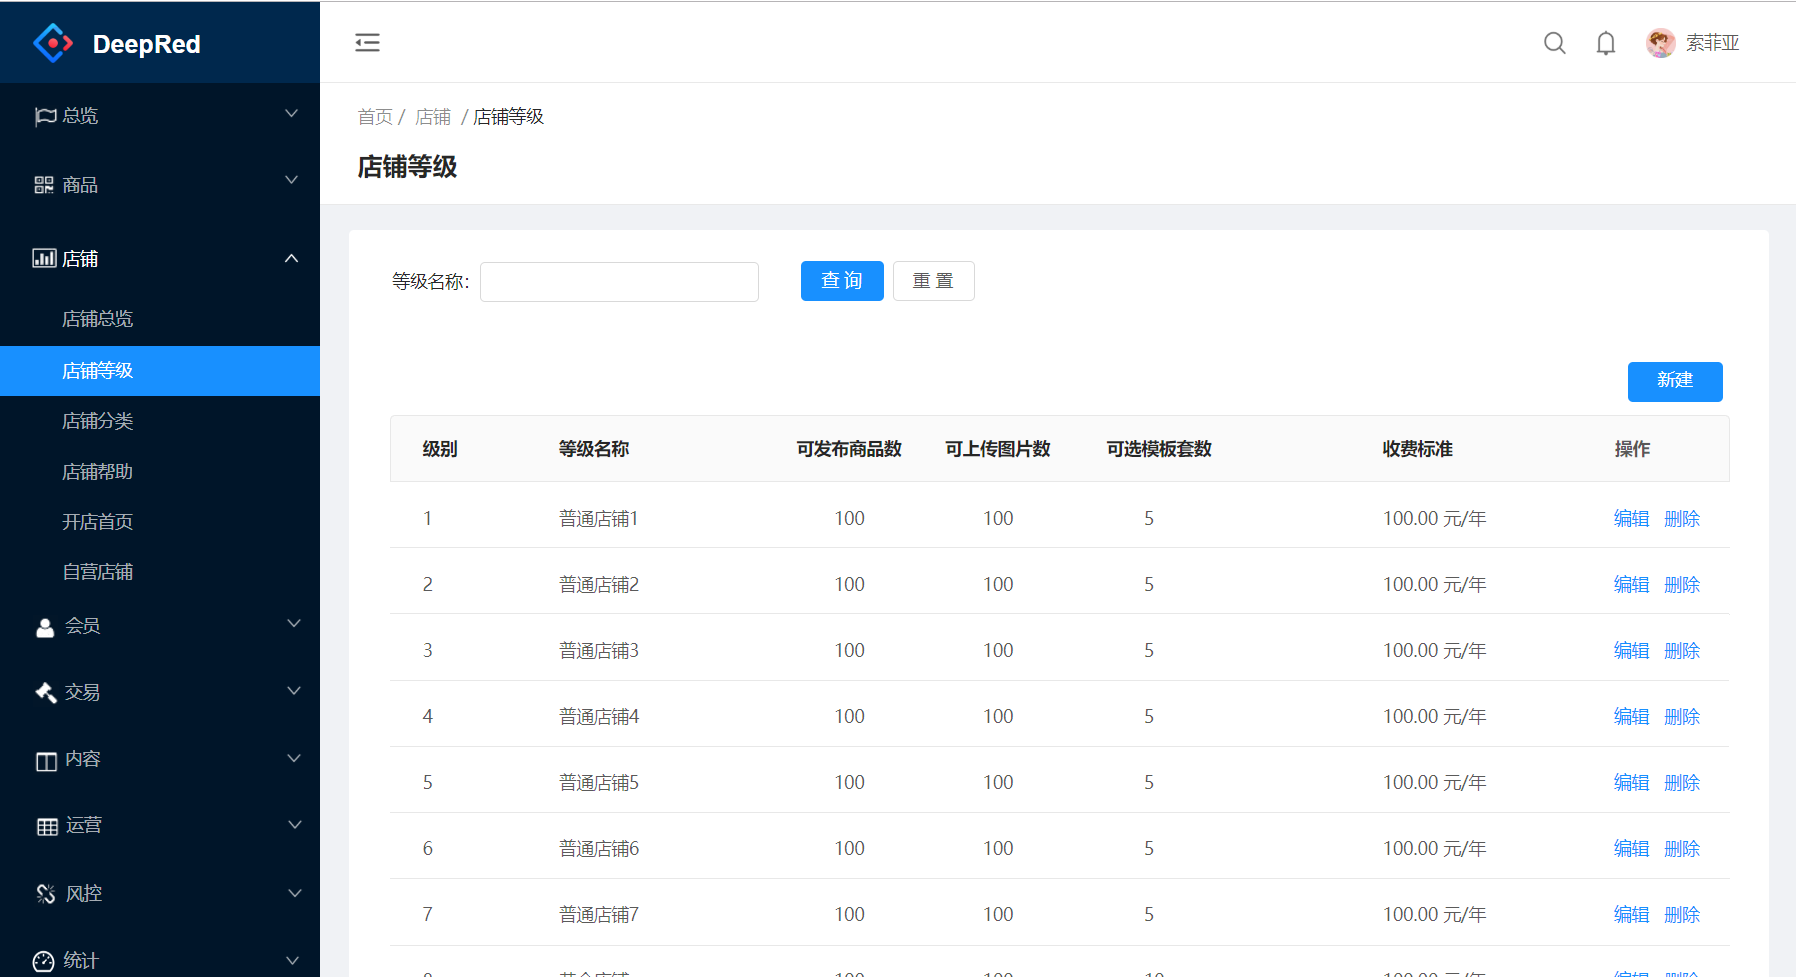 DeepRed
索菲亚
总览
商品
店铺
店铺总览
店铺等级
店铺分类
店铺帮助
开店首页
自营店铺
会员
交易
内容
运营
风控
统计
首页 / 店铺 / 店铺等级
店铺等级
等级名称:
查 询
重 置
新建
级别 等级名称 可发布商品数 可上传图片数 可选模板套数 收费标准 操作
1 普通店铺1 100 100 5 100.00 元/年 编辑 删除
2 普通店铺2 100 100 5 100.00 元/年 编辑 删除
3 普通店铺3 100 100 5 100.00 元/年 编辑 删除
4 普通店铺4 100 100 5 100.00 元/年 编辑 删除
5 普通店铺5 100 100 5 100.00 元/年 编辑 删除
6 普通店铺6 100 100 5 100.00 元/年 编辑 删除
7 普通店铺7 100 100 5 100.00 元/年 编辑 删除